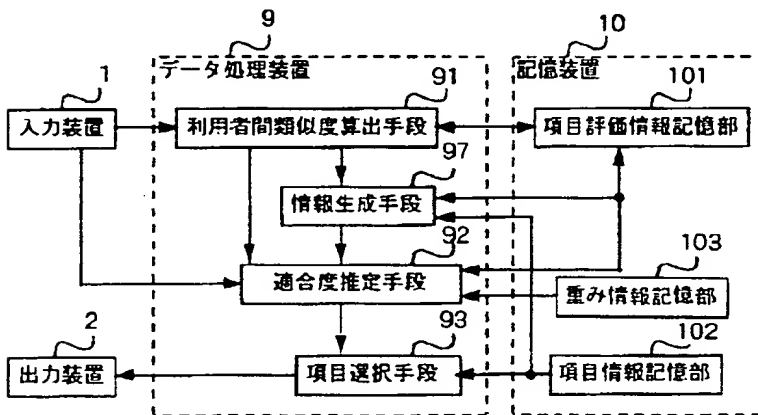 9
10
データ処理装置
記憶装置
1
91
101
入力装置
利用者間類似度算出手段
項目評価情報記憶部
97
情報生成手段
92
103
適合度推定手段
重み情報記憶部
2
93
102
出力装置
項目選択手段
項目情報記憶部